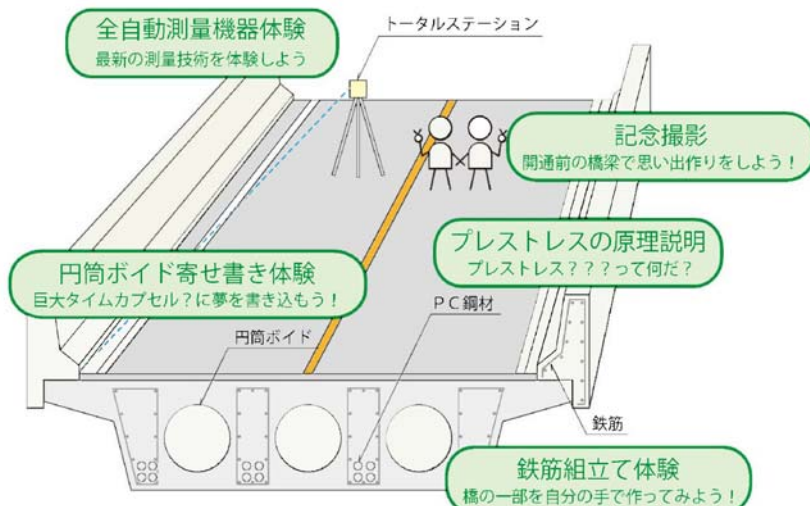 全自動測量機器体験
最新の測量技術を体験しよう
トータルステーション
記念撮影
開通前の橋梁で思い出作りをしよう！
プレストレスの原理説明
プレストレス？？？って何だ？
円筒ボイド寄せ書き体験
巨大タイムカプセル？に夢を書き込もう！
ＰＣ鋼材
円筒ボイド
鉄筋
鉄筋組立て体験
橋の一部を自分の手で作ってみよう！